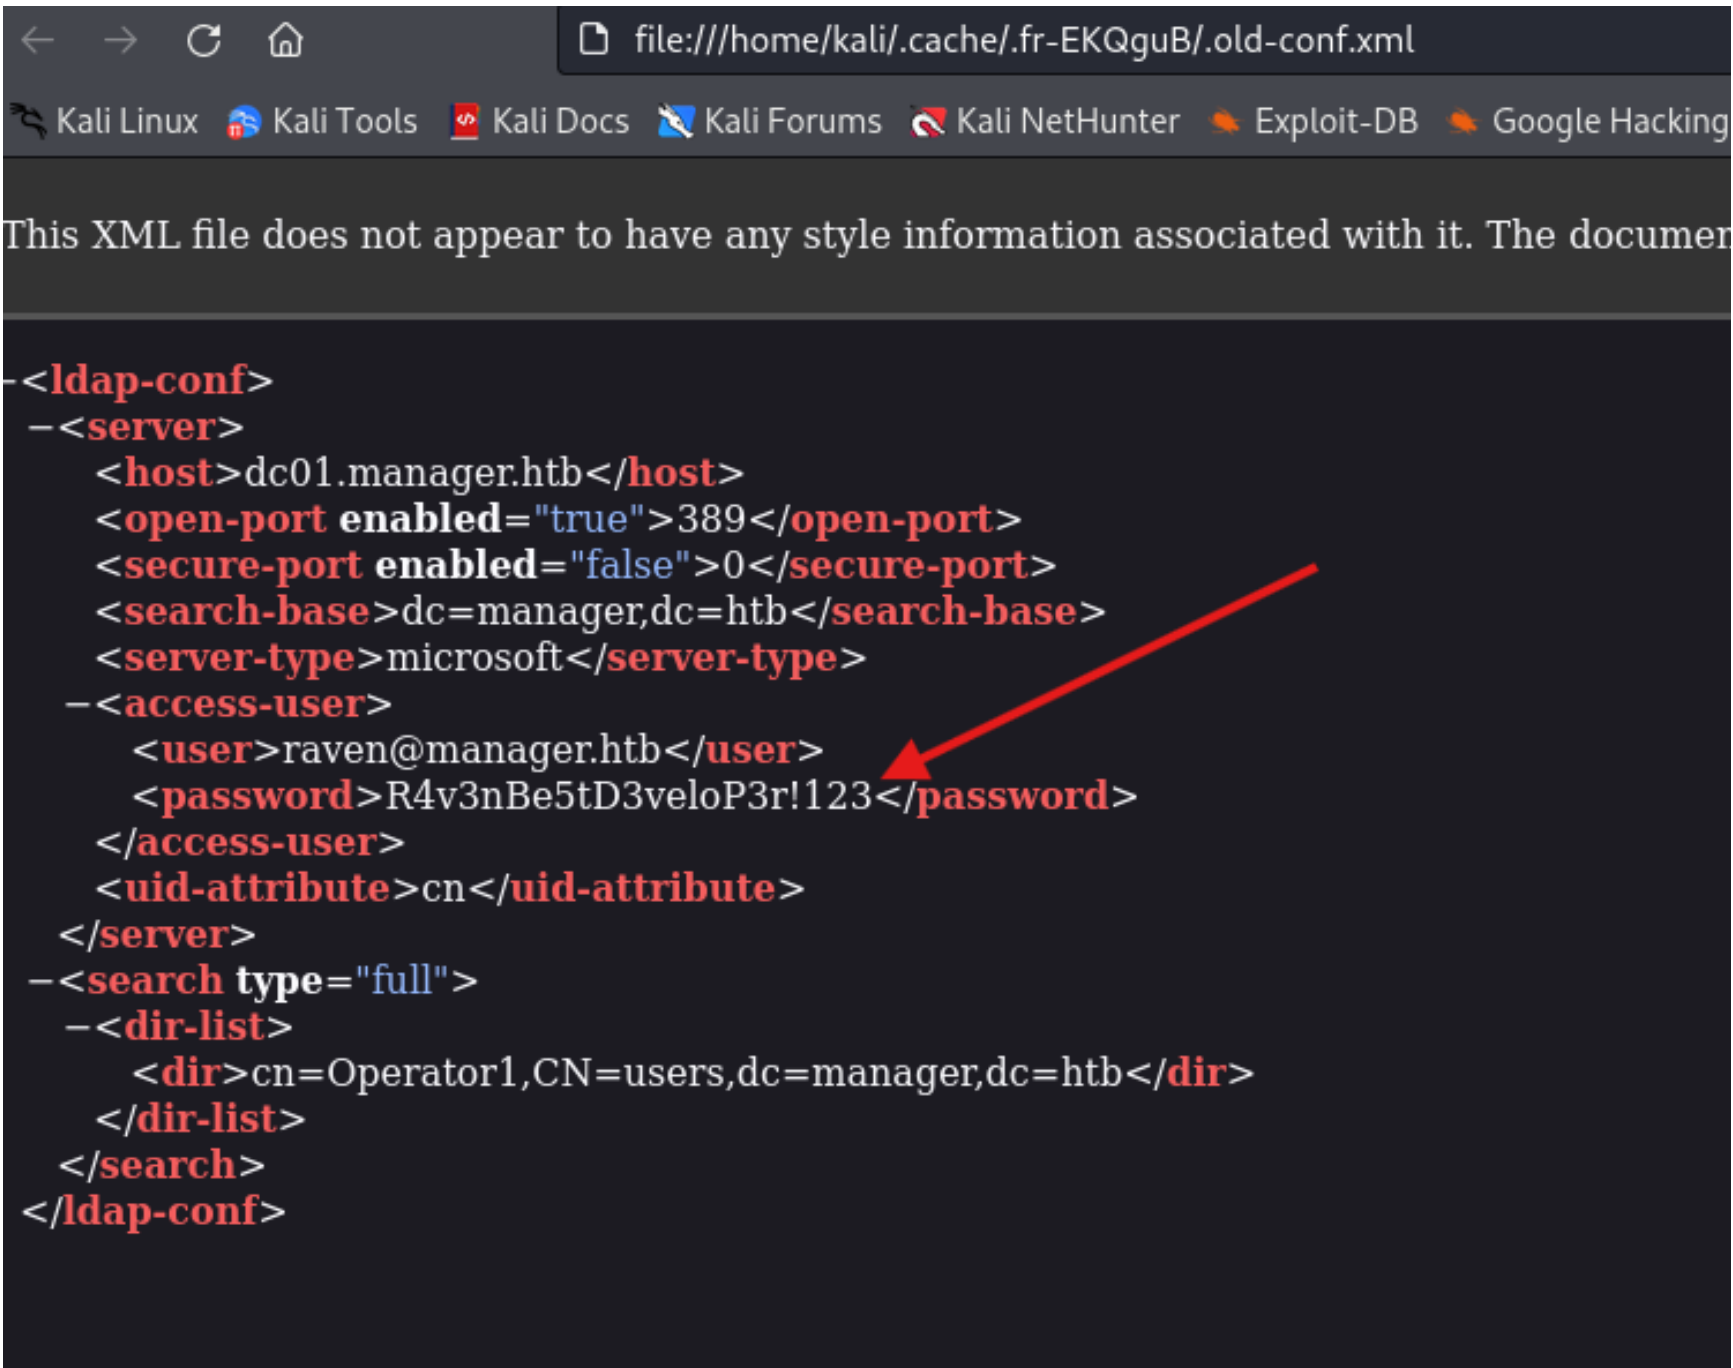 file:///home/kali/.cache/.fr-EKQguB/.old-conf.xml
Kali Linux Kali Tools Kali Docs Kali Forums Kali NetHunter Exploit-DB Google Hacking
This XML file does not appear to have any style information associated with it. The
−<ldap-conf>
−<server>
<host>dc01.manager.htb</host>
<open-port enabled="true">389</open-port>
<secure-port enabled="false">0</secure-port>
<search-base>dc=manager,dc=htb</search-base>
<server-type>microsoft</server-type>
−<access-user>
<user>raven@manager.htb</user>
<password>R4v3nBe5tD3veloP3r!123</password>
</access-user>
<uid-attribute>cn</uid-attribute>
</server>
−<search type="full">
−<dir-list>
<dir>cn=Operator1,CN=users,dc=manager,dc=htb</dir>
</dir-list>
</search>
</ldap-conf>